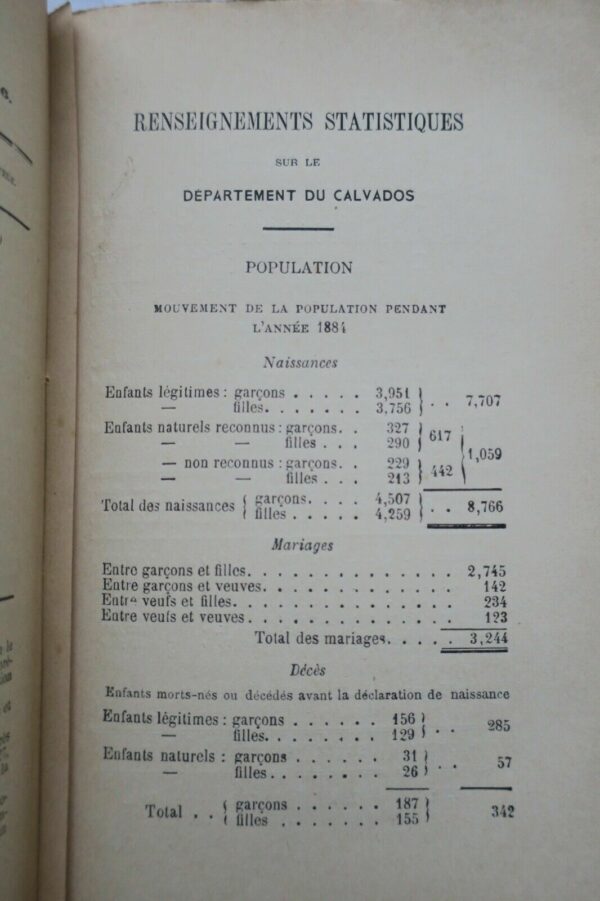 RENSEIGNEMENTS STATISTIQUES
SUR LE
DÉPARTEMENT DU CALVADOS
POPULATION
MOUVEMENT DE LA POPULATION PENDANT
L'ANNÉE 1884
Naissances
Enfants légitimes : garçons . . . . . 3,951 } . . 7,707
— filles. . . . . . . 3,756
Enfants naturels reconnus : garçons. . 327 } 617
— — filles . . . 290
} 1,059
— non reconnus : garçons. . 229 } 442
— — filles . . . 213
Total des naissances { garçons. . . . 4,507 } . . 8,766
filles . . . . . 4,259
Mariages
Entre garçons et filles. . . . . . . . . . . . . . . 2,745
Entre garçons et veuves. . . . . . . . . . . . . . 142
Entre veufs et filles. . . . . . . . . . . . . . . . 234
Entre veufs et veuves. . . . . . . . . . . . . . . 123
Total des mariages. . . . . 3,244
Décès
Enfants morts-nés ou décédés avant la déclaration de naissance
Enfants légitimes : garçons . . . . . . 156 } . . 285
— filles. . . . . . . . 129
Enfants naturels : garçons . . . . . . 31 } . . 57
— filles. . . . . . . . 26
Total . . { garçons . . . . . . 187 } 342
filles . . . . . . . 155